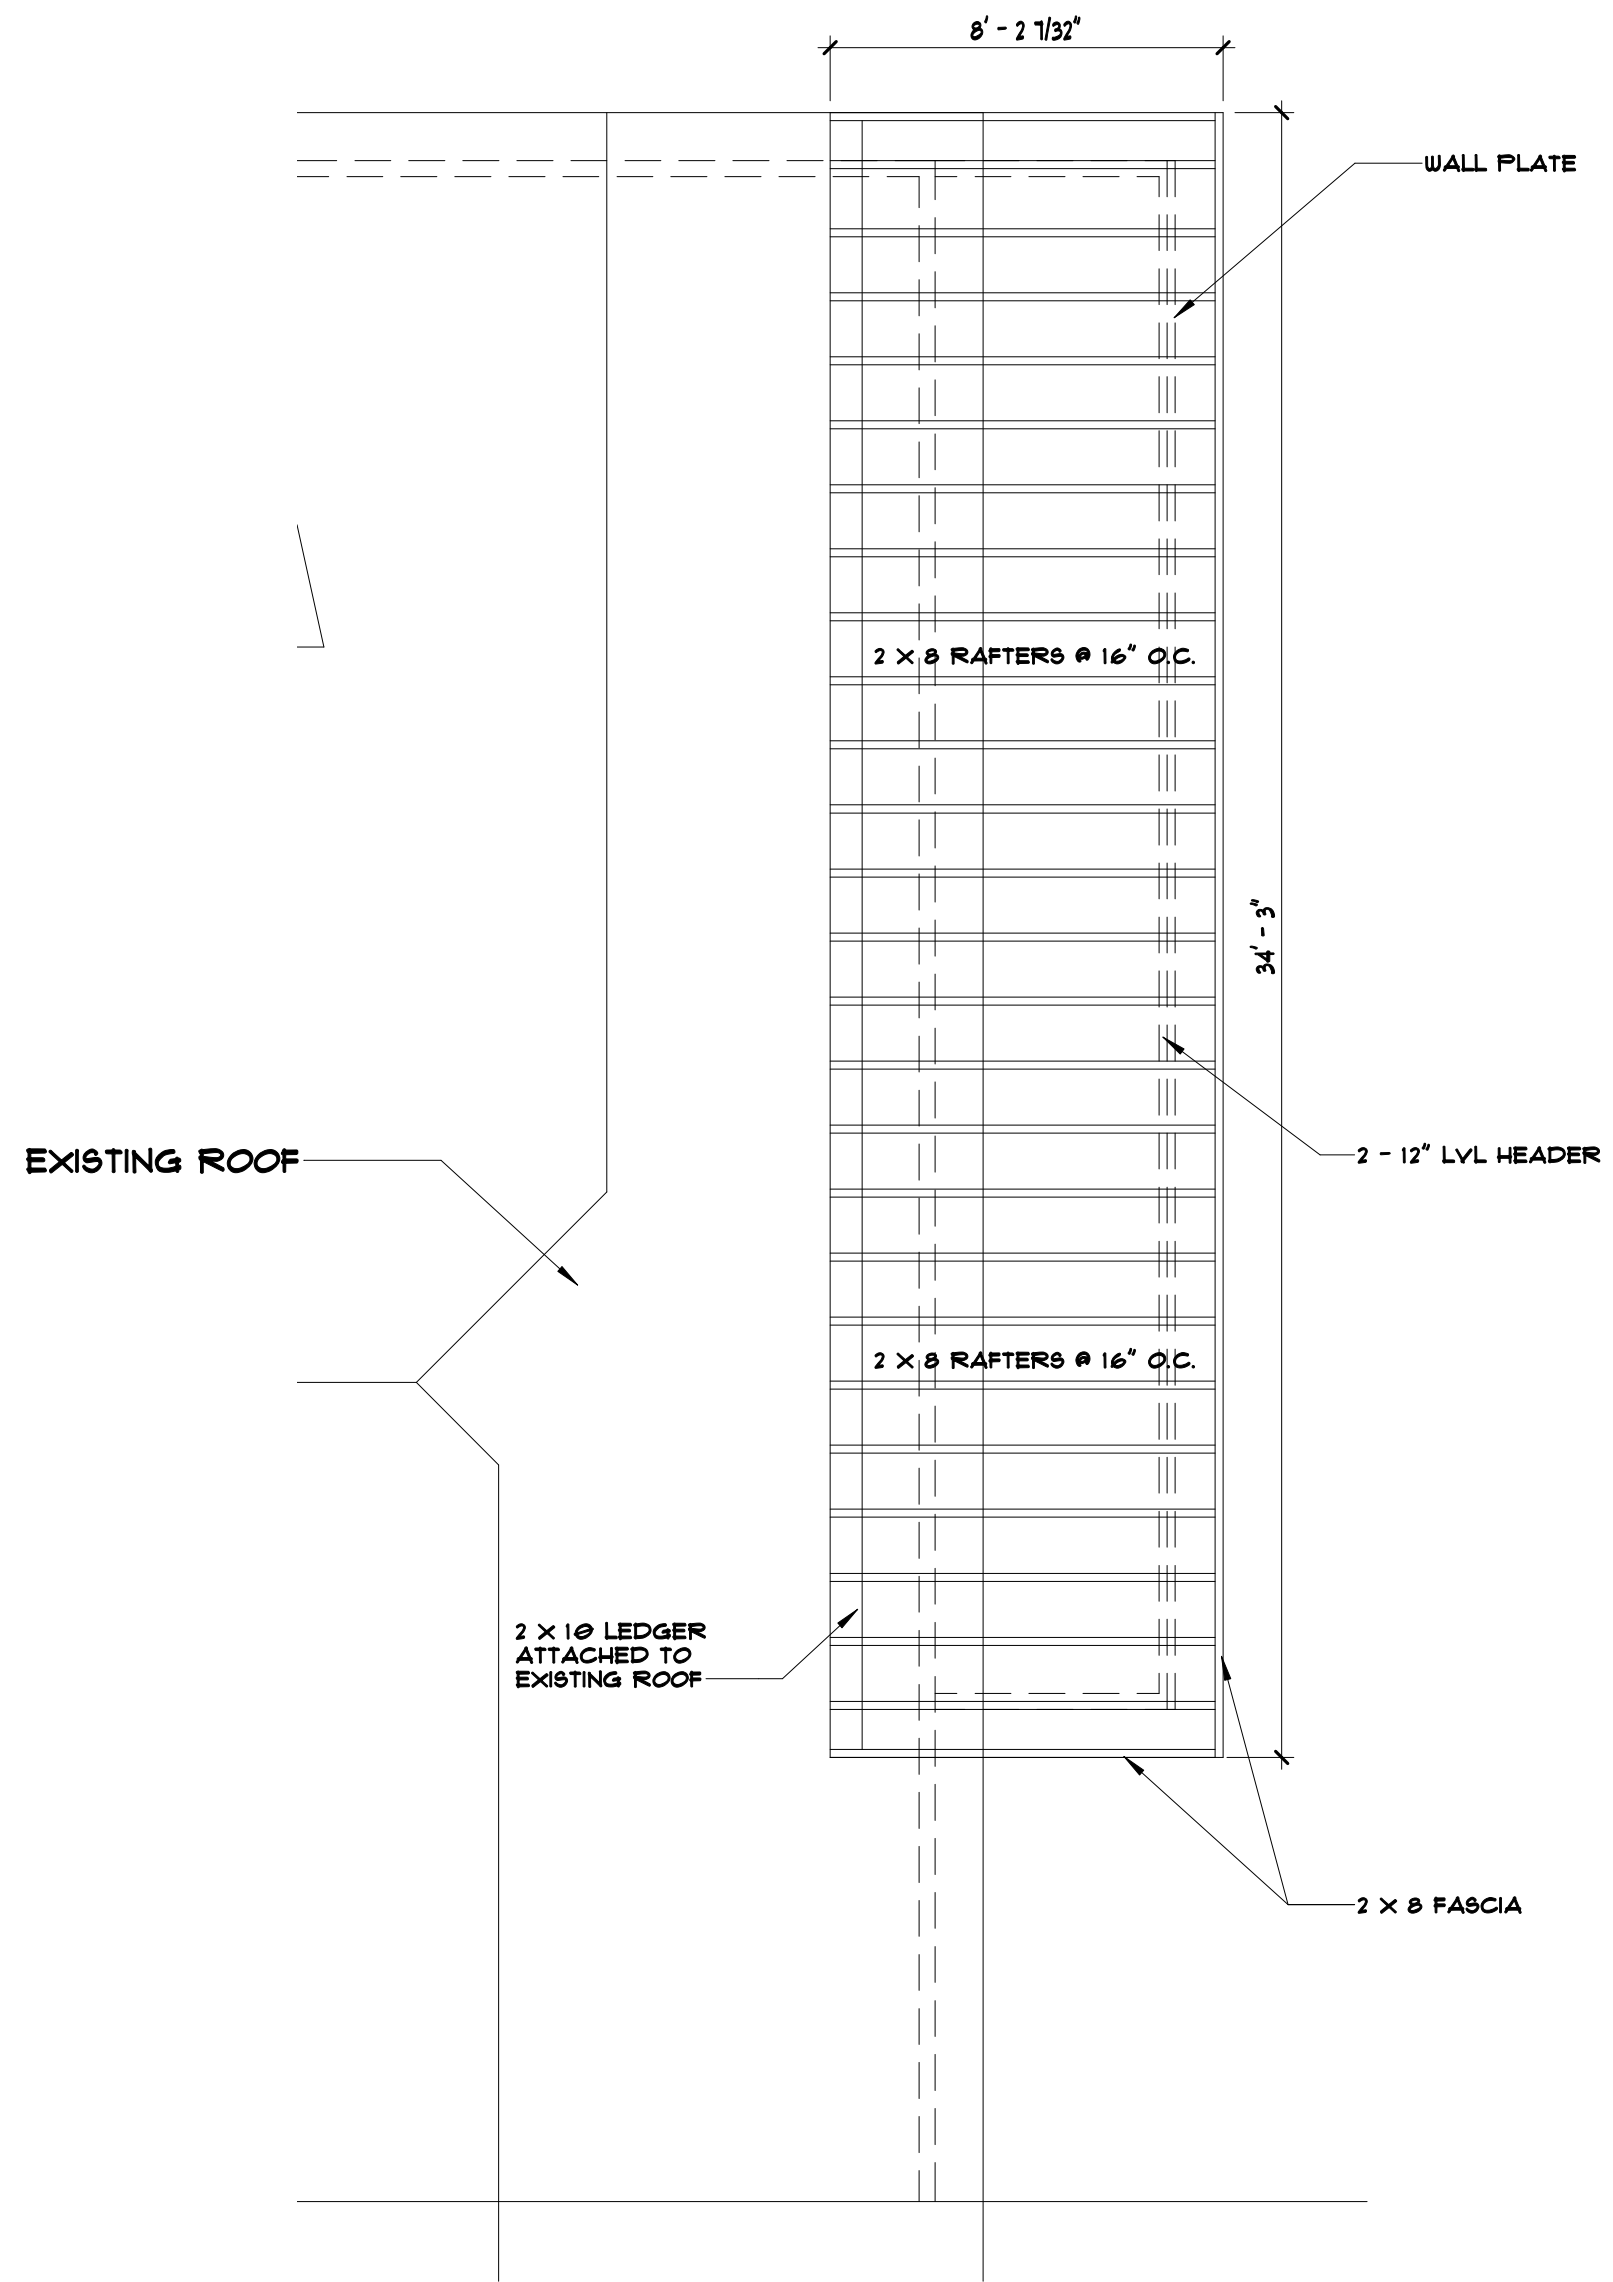 8' - 2 7/32"
WALL PLATE
2 X 8 RAFTERS @ 16" O.C.
34' - 3"
2 - 12" LVL HEADER
EXISTING ROOF
2 X 8 RAFTERS @ 16" O.C.
2 X 10 LEDGER
ATTACHED TO
EXISTING ROOF
2 X 8 FASCIA